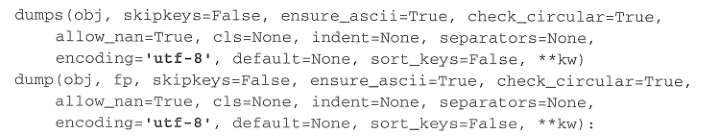 dumps(obj, skipkeys=False, ensure_ascii=True, check_circular=True,
allow_nan=True, cls=None, indent=None, separators=None,
encoding='utf-8', default=None, sort_keys=False, **kw)
dump(obj, fp, skipkeys=False, ensure_ascii=True, check_circular=True,
allow_nan=True, cls=None, indent=None, separators=None,
encoding='utf-8', default=None, sort_keys=False, **kw):